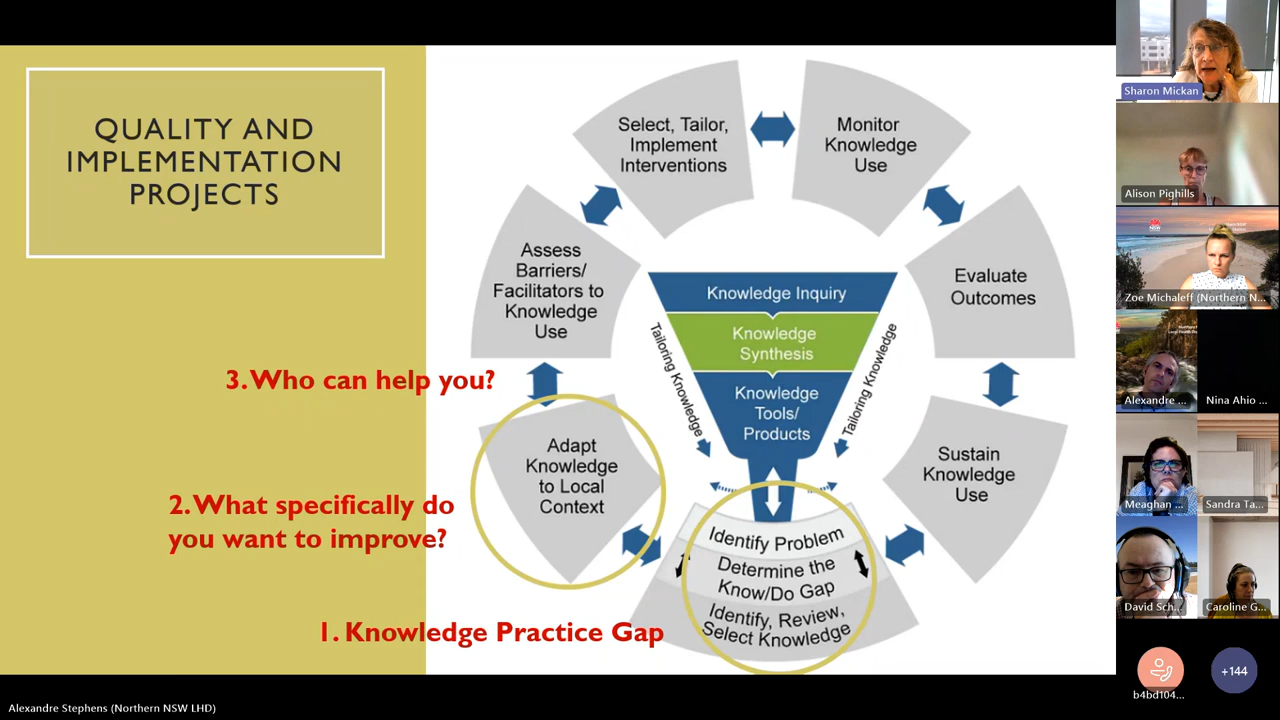 QUALITY AND
IMPLEMENTATION
PROJECTS
Select, Tailor,
Implement
Interventions
Monitor
Knowledge
Use
Assess
Barriers/
Facilitators to
Knowledge
Use
Evaluate
Outcomes
Knowledge Inquiry
Knowledge
Synthesis
Knowledge
Tools/
Products
Tailoring Knowledge
Tailoring Knowledge
3. Who can help you?
Adapt
Knowledge
to Local
Context
Sustain
Knowledge
Use
2. What specifically do
you want to improve?
Identify Problem
Determine the
Know/Do Gap
Identify, Review,
Select Knowledge
1. Knowledge Practice Gap
Sharon Mickan
Alison Pighills
Zoe Michaleff (Northern N...
Alexandre ...
Nina Ahio ...
Meaghan ...
Sandra Ta...
David Sch...
Caroline G...
b4bd104...
+144
Alexandre Stephens (Northern NSW LHD)